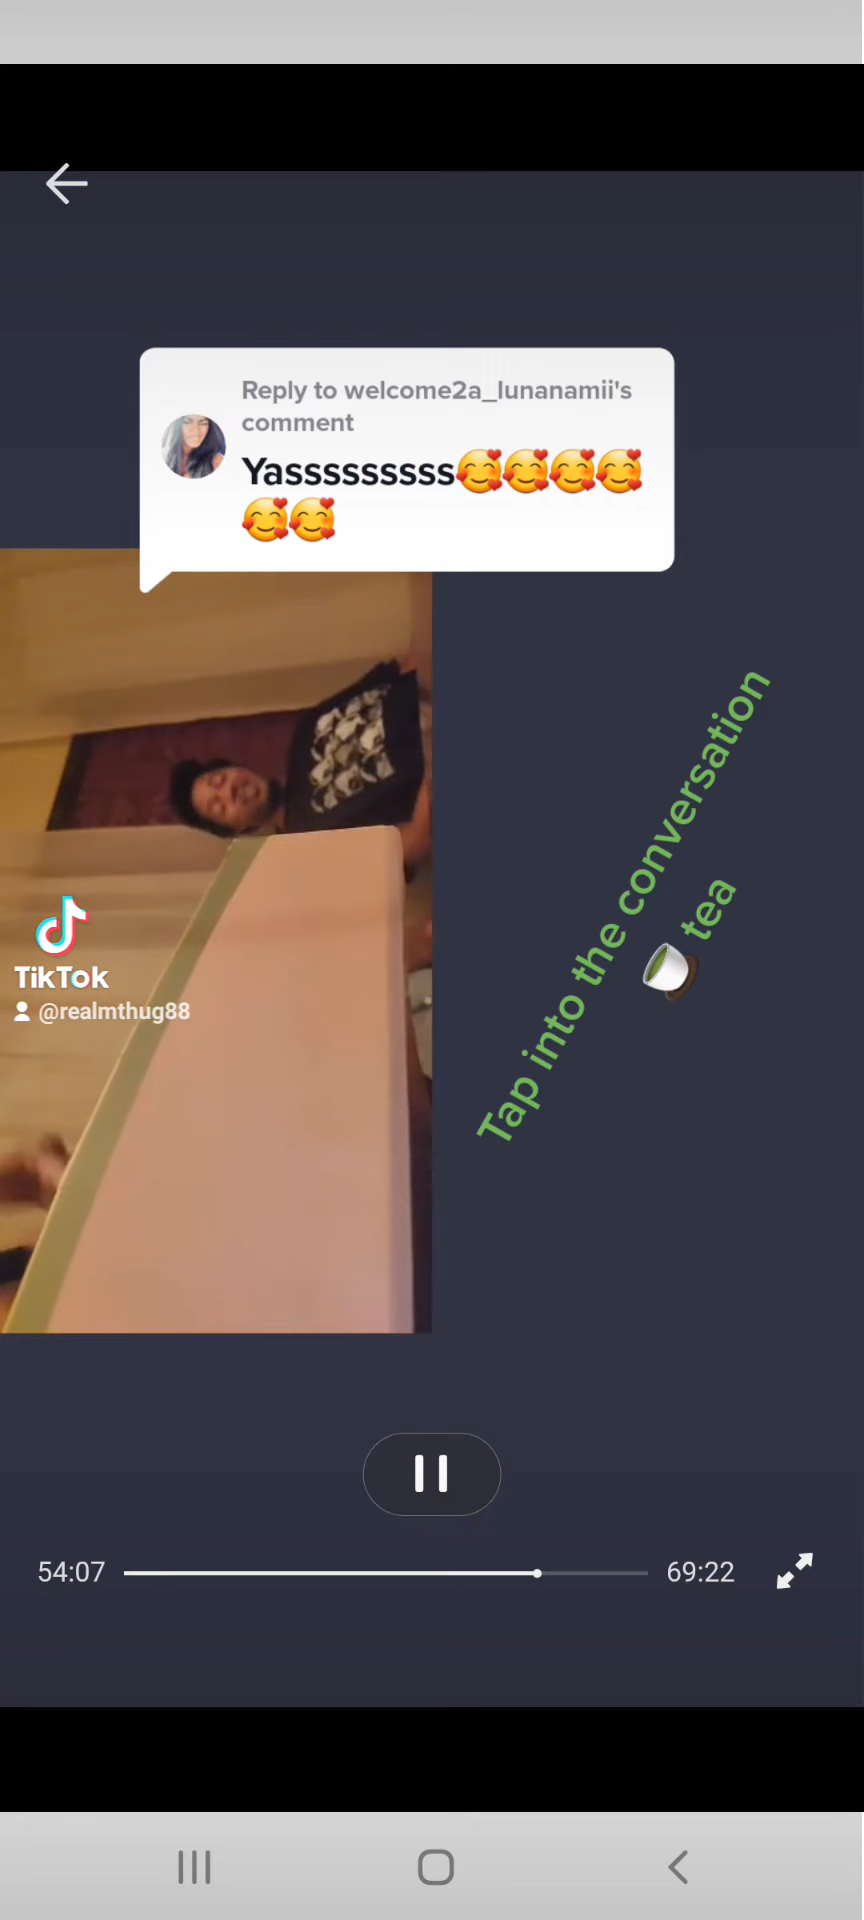 Reply to welcome2a_lunanamii's
comment
Yasssssssss🥰🥰🥰🥰
🥰🥰
Tap into the conversation
🍵 tea
TikTok
@realmthug88
54:07
69:22